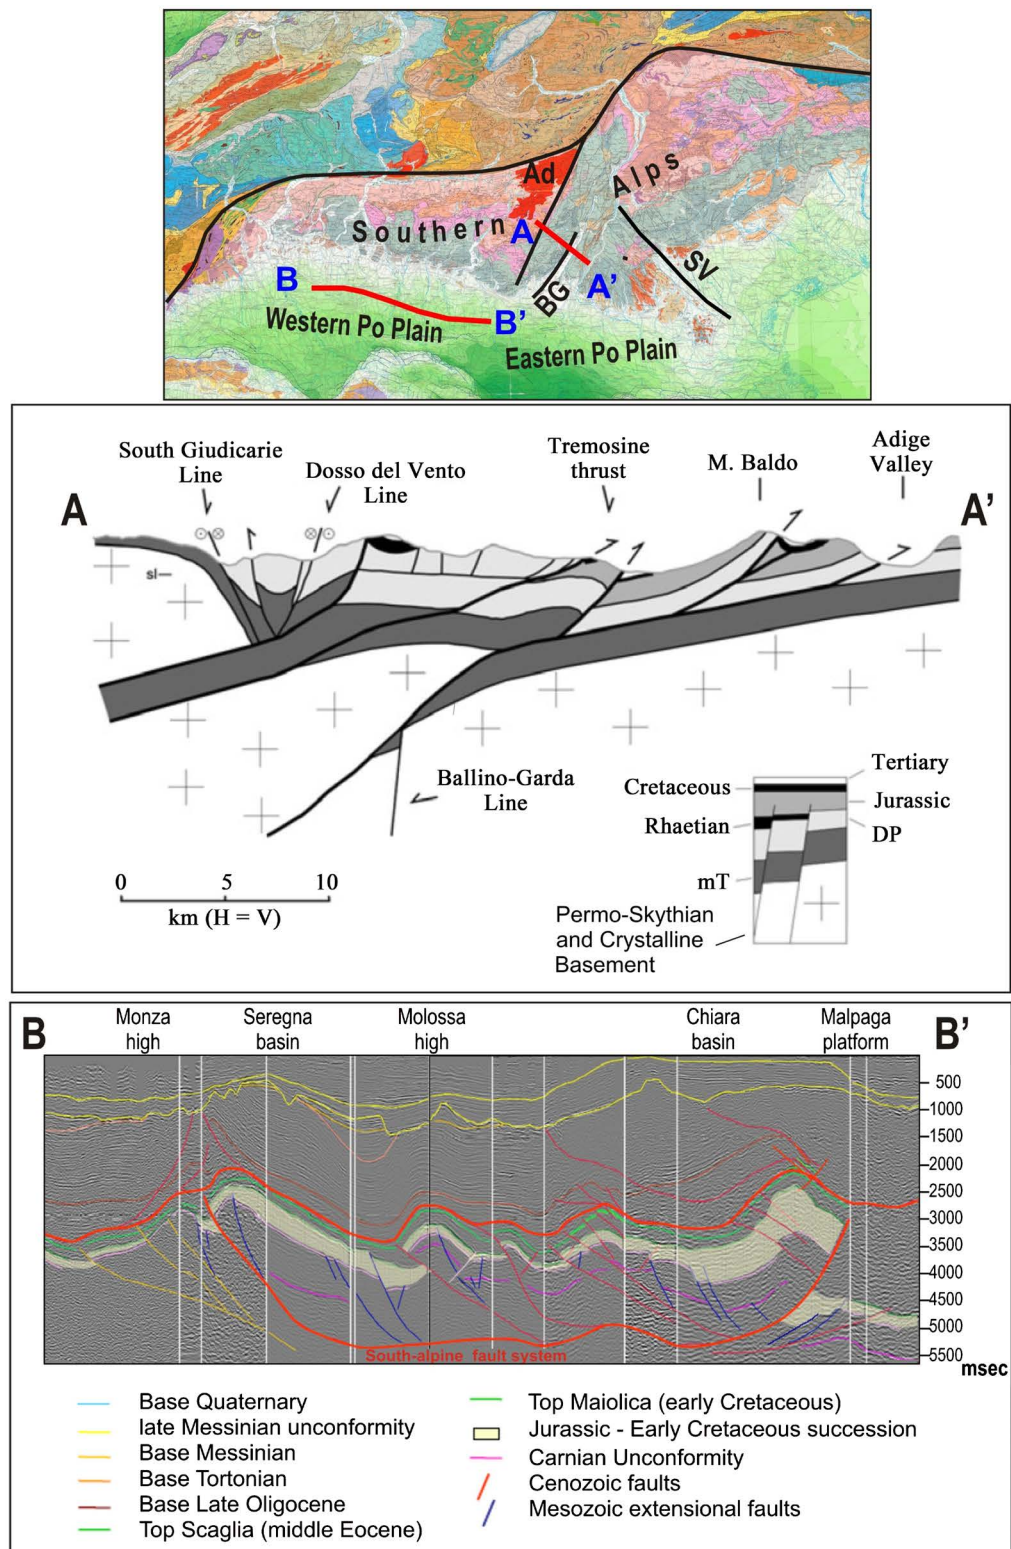 Ad
Alps
Southern
A
A'
BG
SV
B
B'
Western Po Plain
Eastern Po Plain
A
South Giudicarie
Line
Dosso del Vento
Line
Tremosine
thrust
M. Baldo
Adige
Valley
A'
sl
Ballino-Garda
Line
0 5 10
km (H = V)
Cretaceous
Rhaetian
mT
Tertiary
Jurassic
DP
Permo-Skythian
and Crystalline
Basement
B
Monza
high
Seregna
basin
Molossa
high
Chiara
basin
Malpaga
platform
B'
500
1000
1500
2000
2500
3000
3500
4000
4500
5000
5500
msec
South-alpine fault system
Base Quaternary
late Messinian unconformity
Base Messinian
Base Tortonian
Base Late Oligocene
Top Scaglia (middle Eocene)
Top Maiolica (early Cretaceous)
Jurassic - Early Cretaceous succession
Carnian Unconformity
Cenozoic faults
Mesozoic extensional faults